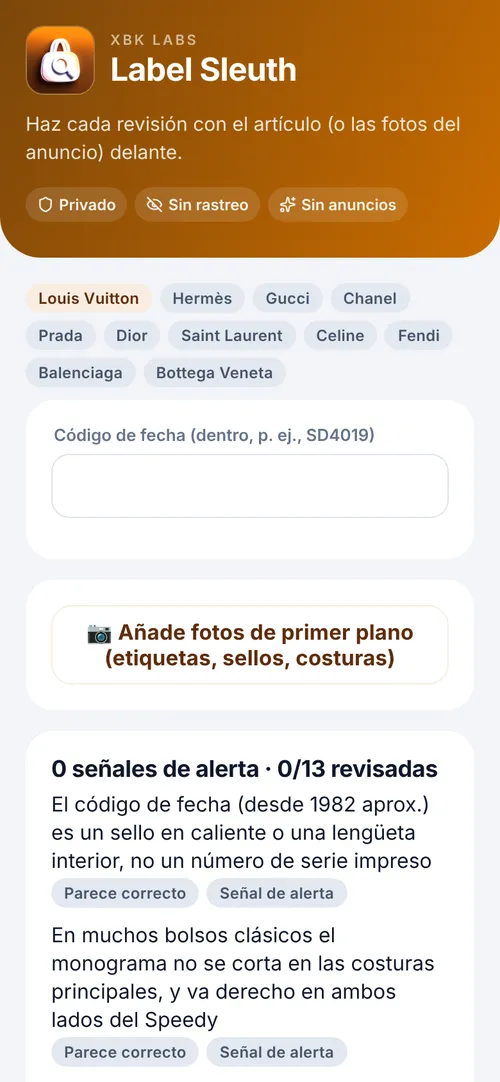 XBK LABS
Label Sleuth
Haz cada revisión con el artículo (o las fotos del
anuncio) delante.
Privado Sin rastreo Sin anuncios
Louis Vuitton Hermès Gucci Chanel
Prada Dior Saint Laurent Celine Fendi
Balenciaga Bottega Veneta
Código de fecha (dentro, p. ej., SD4019)
Añade fotos de primer plano
(etiquetas, sellos, costuras)
0 señales de alerta · 0/13 revisadas
El código de fecha (desde 1982 aprox.)
es un sello en caliente o una lengüeta
interior, no un número de serie impreso
Parece correcto Señal de alerta
En muchos bolsos clásicos el
monograma no se corta en las costuras
principales, y va derecho en ambos
lados del Speedy
Parece correcto Señal de alerta